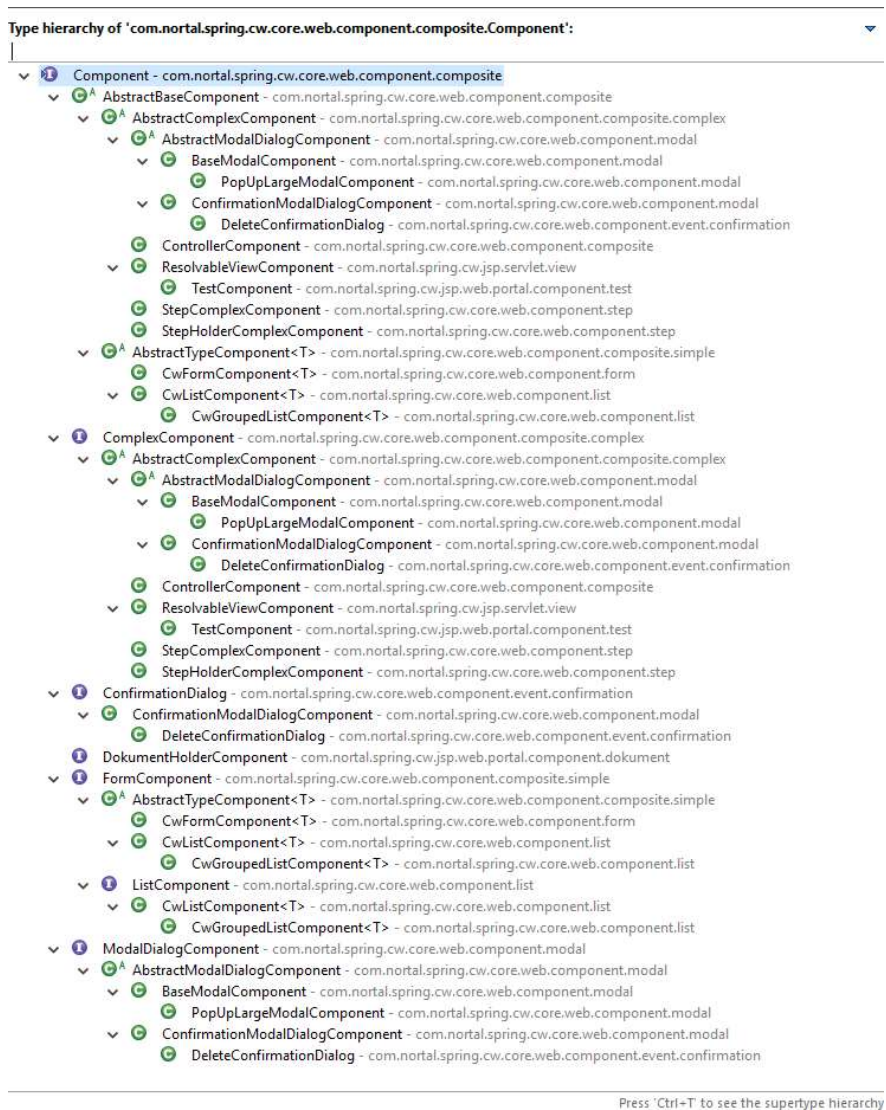 Type hierarchy of 'com.nortal.spring.cw.core.web.component.composite.Component':
Component - com.nortal.spring.cw.core.web.component.composite
AbstractBaseComponent - com.nortal.spring.cw.core.web.component.composite
AbstractComplexComponent - com.nortal.spring.cw.core.web.component.composite.complex
AbstractModalDialogComponent - com.nortal.spring.cw.core.web.component.modal
BaseModalComponent - com.nortal.spring.cw.core.web.component.modal
PopUpLargeModalComponent - com.nortal.spring.cw.core.web.component.modal
ConfirmationModalDialogComponent - com.nortal.spring.cw.core.web.component.modal
DeleteConfirmationDialog - com.nortal.spring.cw.core.web.component.event.confirmation
ControllerComponent - com.nortal.spring.cw.core.web.component.composite
ResolvableViewComponent - com.nortal.spring.cw.jsp.servlet.view
TestComponent - com.nortal.spring.cw.jsp.web.portal.component.test
StepComplexComponent - com.nortal.spring.cw.core.web.component.step
StepHolderComplexComponent - com.nortal.spring.cw.core.web.component.step
AbstractTypeComponent<T> - com.nortal.spring.cw.core.web.component.composite.simple
CwFormComponent<T> - com.nortal.spring.cw.core.web.component.form
CwListComponent<T> - com.nortal.spring.cw.core.web.component.list
CwGroupedListComponent<T> - com.nortal.spring.cw.core.web.component.list
ComplexComponent - com.nortal.spring.cw.core.web.component.composite.complex
AbstractComplexComponent - com.nortal.spring.cw.core.web.component.composite.complex
AbstractModalDialogComponent - com.nortal.spring.cw.core.web.component.modal
BaseModalComponent - com.nortal.spring.cw.core.web.component.modal
PopUpLargeModalComponent - com.nortal.spring.cw.core.web.component.modal
ConfirmationModalDialogComponent - com.nortal.spring.cw.core.web.component.modal
DeleteConfirmationDialog - com.nortal.spring.cw.core.web.component.event.confirmation
ControllerComponent - com.nortal.spring.cw.core.web.component.composite
ResolvableViewComponent - com.nortal.spring.cw.jsp.servlet.view
TestComponent - com.nortal.spring.cw.jsp.web.portal.component.test
StepComplexComponent - com.nortal.spring.cw.core.web.component.step
StepHolderComplexComponent - com.nortal.spring.cw.core.web.component.step
ConfirmationDialog - com.nortal.spring.cw.core.web.component.event.confirmation
ConfirmationModalDialogComponent - com.nortal.spring.cw.core.web.component.modal
DeleteConfirmationDialog - com.nortal.spring.cw.core.web.component.event.confirmation
DokumentHolderComponent - com.nortal.spring.cw.jsp.web.portal.component.dokument
FormComponent - com.nortal.spring.cw.core.web.component.composite.simple
AbstractTypeComponent<T> - com.nortal.spring.cw.core.web.component.composite.simple
CwFormComponent<T> - com.nortal.spring.cw.core.web.component.form
CwListComponent<T> - com.nortal.spring.cw.core.web.component.list
CwGroupedListComponent<T> - com.nortal.spring.cw.core.web.component.list
ListComponent - com.nortal.spring.cw.core.web.component.list
CwListComponent<T> - com.nortal.spring.cw.core.web.component.list
CwGroupedListComponent<T> - com.nortal.spring.cw.core.web.component.list
ModalDialogComponent - com.nortal.spring.cw.core.web.component.modal
AbstractModalDialogComponent - com.nortal.spring.cw.core.web.component.modal
BaseModalComponent - com.nortal.spring.cw.core.web.component.modal
PopUpLargeModalComponent - com.nortal.spring.cw.core.web.component.modal
ConfirmationModalDialogComponent - com.nortal.spring.cw.core.web.component.modal
DeleteConfirmationDialog - com.nortal.spring.cw.core.web.component.event.confirmation
Press 'Ctrl+T' to see the supertype hierarchy